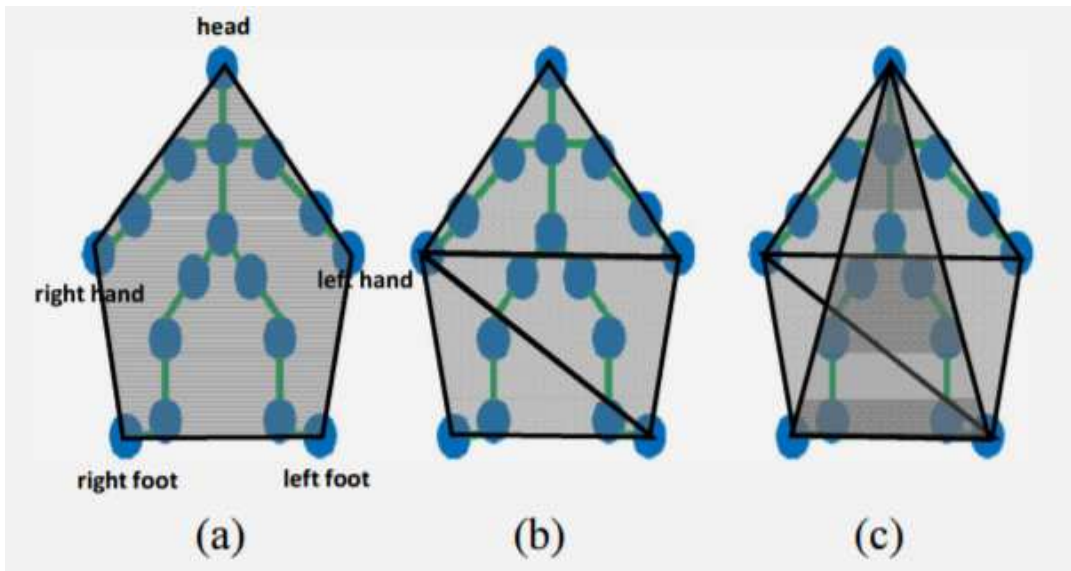 head
right hand
left hand
right foot
left foot
(a)
(b)
(c)